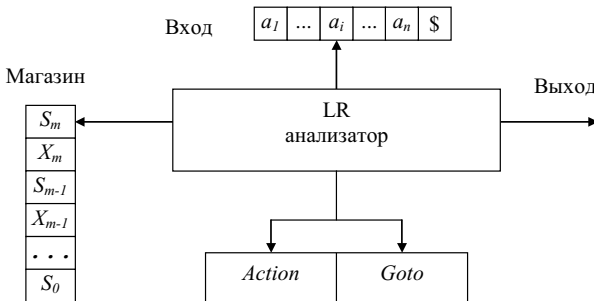 Вход
a1 ... ai ... an $
Магазин
LR
анализатор
Выход
Sm
Xm
Sm-1
Xm-1
. . .
S0
Action Goto